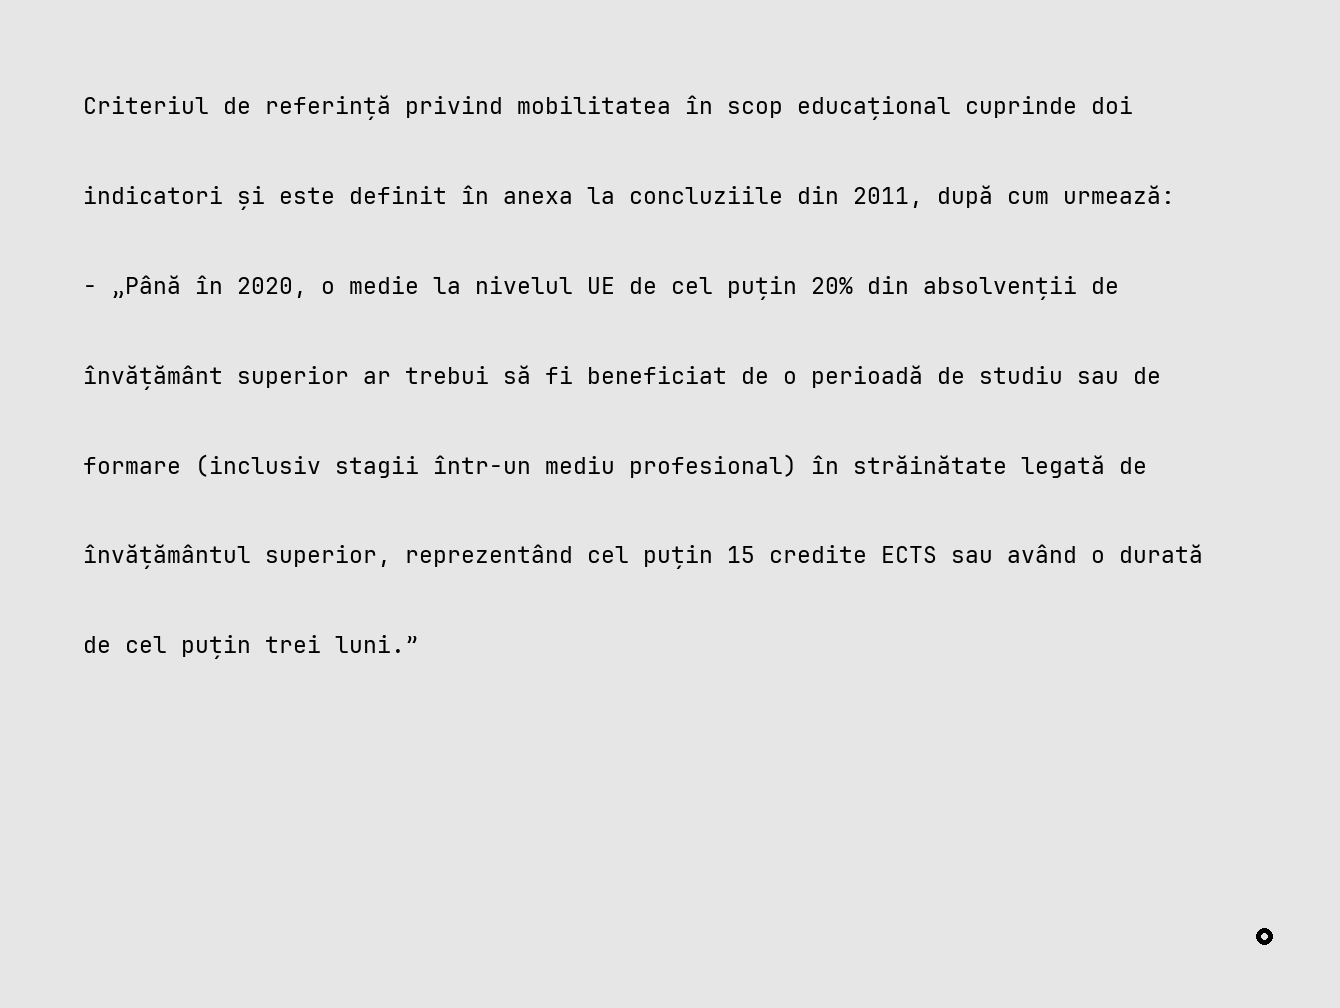 Criteriul de referință privind mobilitatea în scop educațional cuprinde doi
indicatori și este definit în anexa la concluziile din 2011, după cum urmează:
- „Până în 2020, o medie la nivelul UE de cel puțin 20% din absolvenții de
învățământ superior ar trebui să fi beneficiat de o perioadă de studiu sau de
formare (inclusiv stagii într-un mediu profesional) în străinătate legată de
învățământul superior, reprezentând cel puțin 15 credite ECTS sau având o durată
de cel puțin trei luni.”